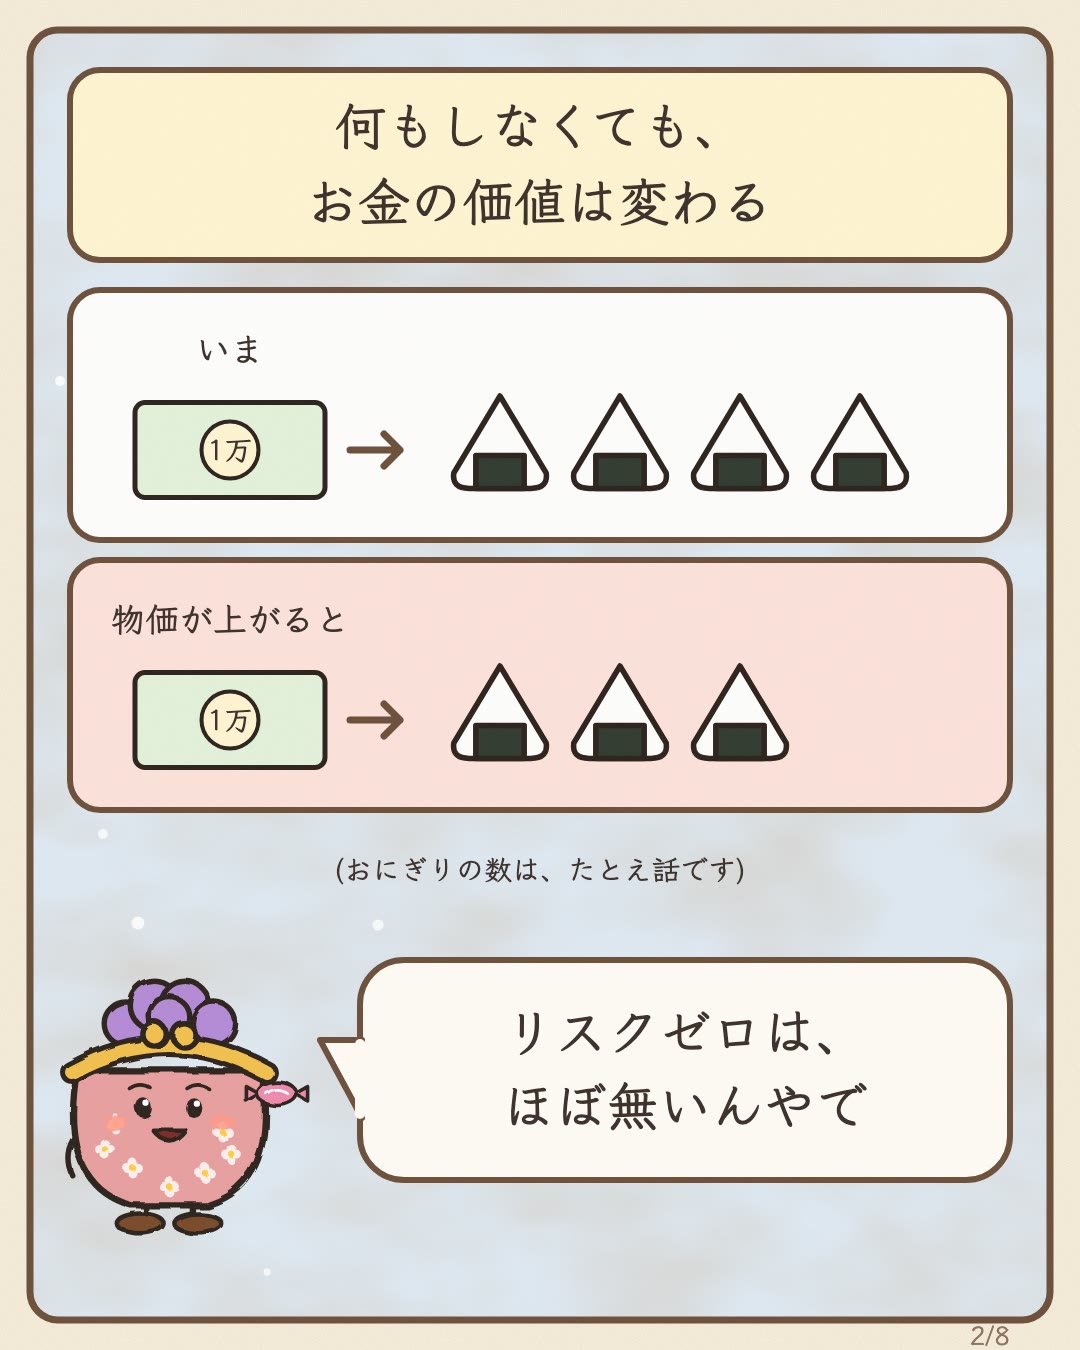 何もしなくても、
お金の価値は変わる
いま
1万
物価が上がると
1万
(おにぎりの数は、たとえ話です)
リスクゼロは、
ほぼ無いんやで
2/8